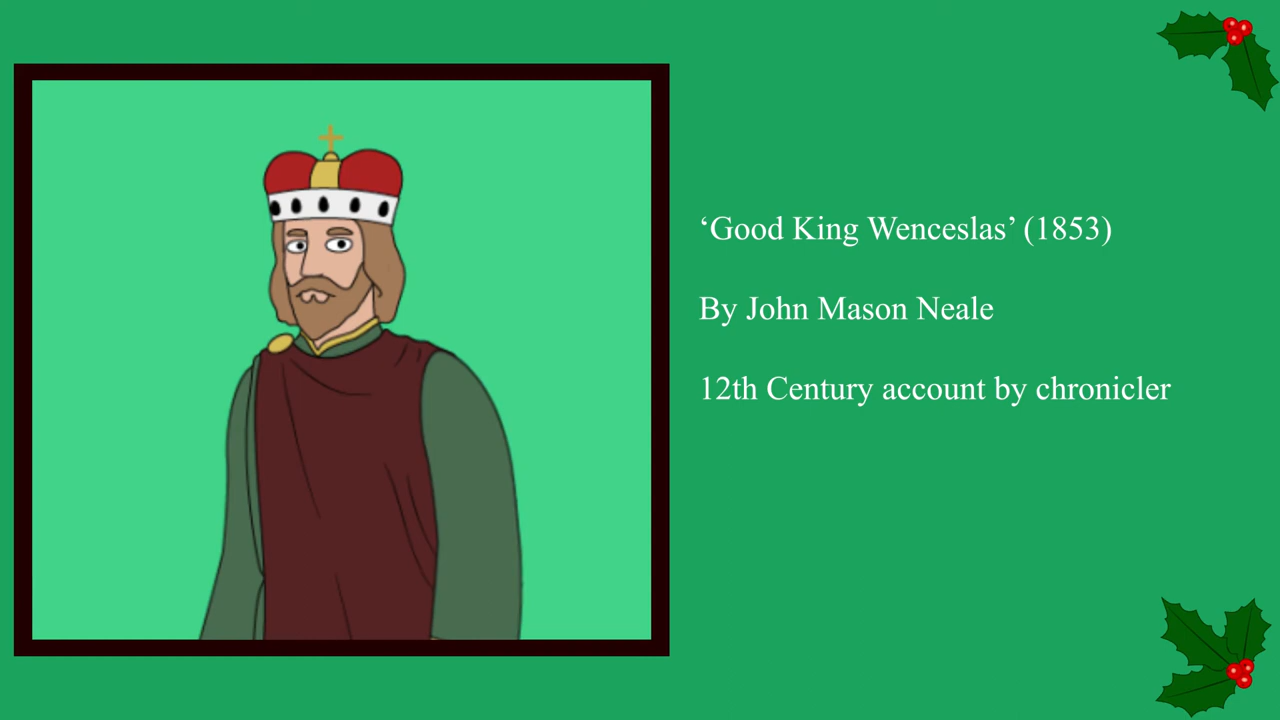 ‘Good King Wenceslas’ (1853)
By John Mason Neale
12th Century account by chronicler